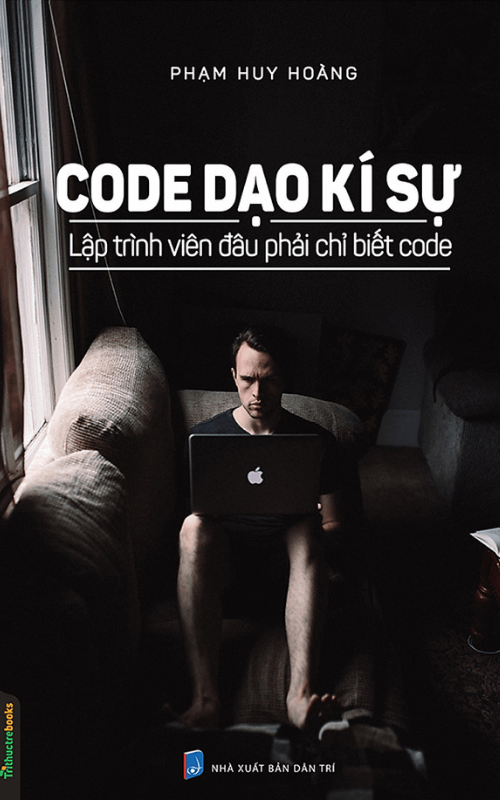 PHẠM HUY HOÀNG
CODE DẠO KÍ SỰ
Lập trình viên đâu phải chỉ biết code
Trithuctrebooks
NHÀ XUẤT BẢN DÂN TRÍ